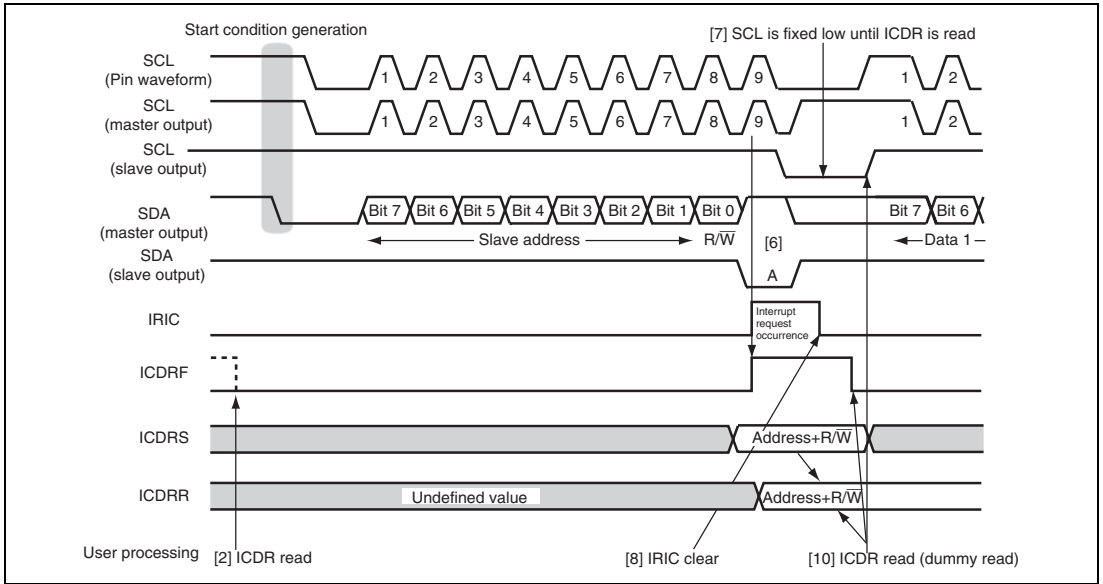 Start condition generation
[7] SCL is fixed low until ICDR is read
SCL
(Pin waveform)
1 2 3 4 5 6 7 8 9 1 2
SCL
(master output)
1 2 3 4 5 6 7 8 9 1 2
SCL
(slave output)
SDA
(master output)
Bit 7 Bit 6 Bit 5 Bit 4 Bit 3 Bit 2 Bit 1 Bit 0 Bit 7 Bit 6
Slave address R/W̅ [6] Data 1
SDA
(slave output)
A
IRIC
Interrupt
request
occurrence
ICDRF
ICDRS
Address+R/W̅
ICDRR
Undefined value
Address+R/W̅
User processing
[2] ICDR read
[8] IRIC clear
[10] ICDR read (dummy read)